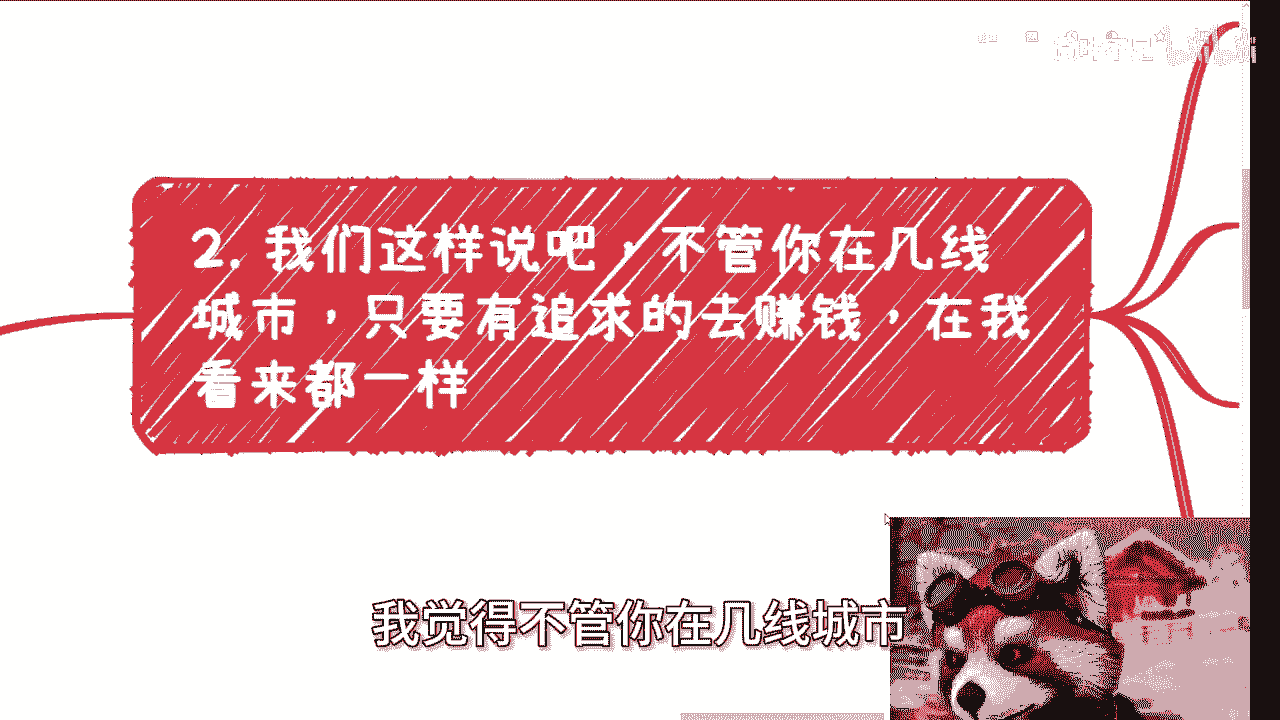 2. 我们这样说吧，不管你在几线
城市，只要有追求的去赚钱，在我
看来都一样
我觉得不管你在几线城市